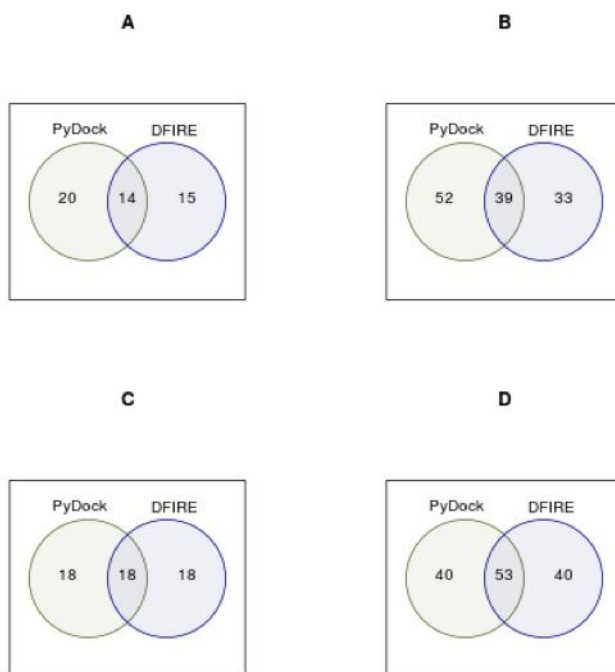 A
B
PyDock DFIRE
20 14 15
PyDock DFIRE
52 39 33
C
D
PyDock DFIRE
18 18 18
PyDock DFIRE
40 53 40